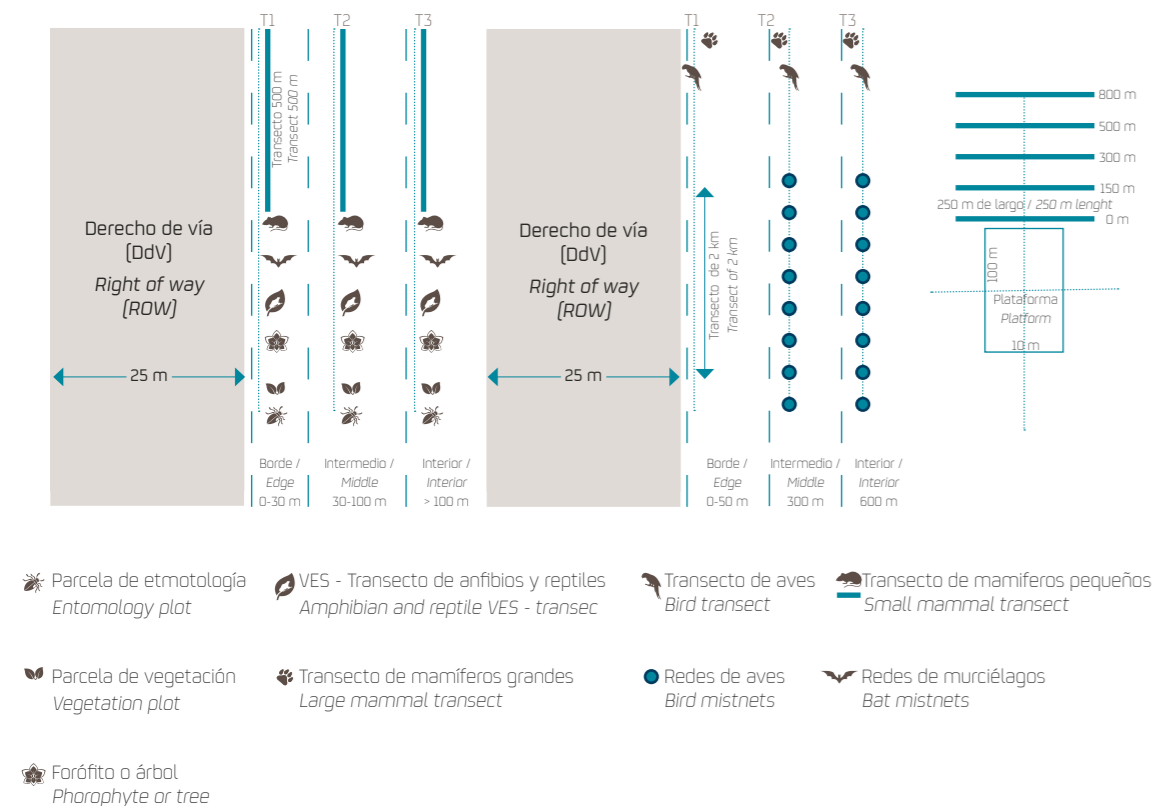 T1
T2
T3
Transecto 500 m
Transect 500 m
Derecho de vía
(DdV)
Right of way
(ROW)
25 m
Borde /
Edge
0-30 m
Intermedio /
Middle
30-100 m
Interior /
Interior
> 100 m
T1
T2
T3
Derecho de vía
(DdV)
Right of way
(ROW)
25 m
Transecto de 2 km
Transect of 2 km
Borde /
Edge
0-50 m
Intermedio /
Middle
300 m
Interior /
Interior
600 m
800 m
500 m
300 m
150 m
250 m de largo / 250 m lenght
0 m
100 m
Plataforma
Platform
10 m
Parcela de etmotología
Entomology plot
VES - Transecto de anfibios y reptiles
Amphibian and reptile VES - transec
Transecto de aves
Bird transect
Transecto de mamiferos pequeños
Small mammal transect
Parcela de vegetación
Vegetation plot
Transecto de mamíferos grandes
Large mammal transect
Redes de aves
Bird mistnets
Redes de murciélagos
Bat mistnets
Forófito o árbol
Phorophyte or tree